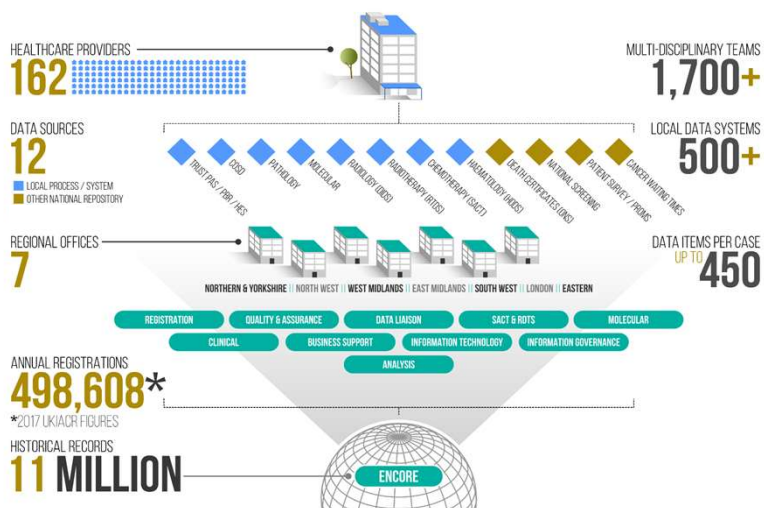 HEALTHCARE PROVIDERS
162
MULTI-DISCIPLINARY TEAMS
1,700+
DATA SOURCES
12
LOCAL PROCESS / SYSTEM
OTHER NATIONAL REPOSITORY
TRUST PAS / PBR / HES
COSD
PATHOLOGY
MOLECULAR
RADIOLOGY (DIDS)
RADIOTHERAPY (RTDS)
CHEMOTHERAPY (SACT)
HAEMATOLOGY (HODS)
DEATH CERTIFICATES (ONS)
NATIONAL SCREENING
PATIENT SURVEY / PROMS
CANCER WAITING TIMES
LOCAL DATA SYSTEMS
500+
REGIONAL OFFICES
7
DATA ITEMS PER CASE
UP TO 450
NORTHERN & YORKSHIRE || NORTH WEST || WEST MIDLANDS || EAST MIDLANDS || SOUTH WEST || LONDON || EASTERN
REGISTRATION QUALITY & ASSURANCE DATA LIAISON SACT & RDTS MOLECULAR
CLINICAL BUSINESS SUPPORT INFORMATION TECHNOLOGY INFORMATION GOVERNANCE
ANALYSIS
ANNUAL REGISTRATIONS
498,608*
*2017 UKIACR FIGURES
HISTORICAL RECORDS
11 MILLION
ENCORE